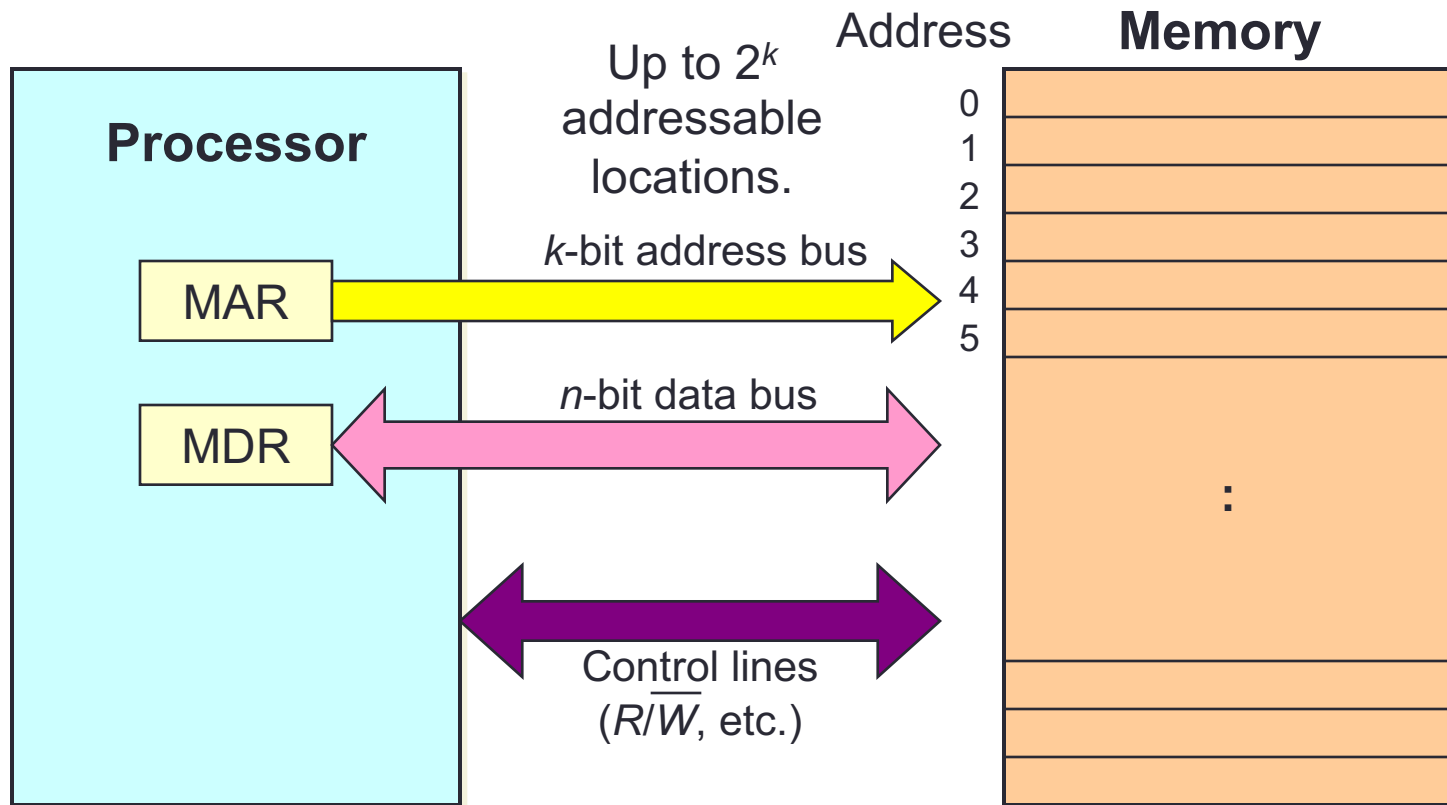 Processor
MAR
MDR
Up to 2ᵏ
addressable
locations.
k-bit address bus
n-bit data bus
Control lines
(R/W̅, etc.)
Address
0
1
2
3
4
5
Memory
: